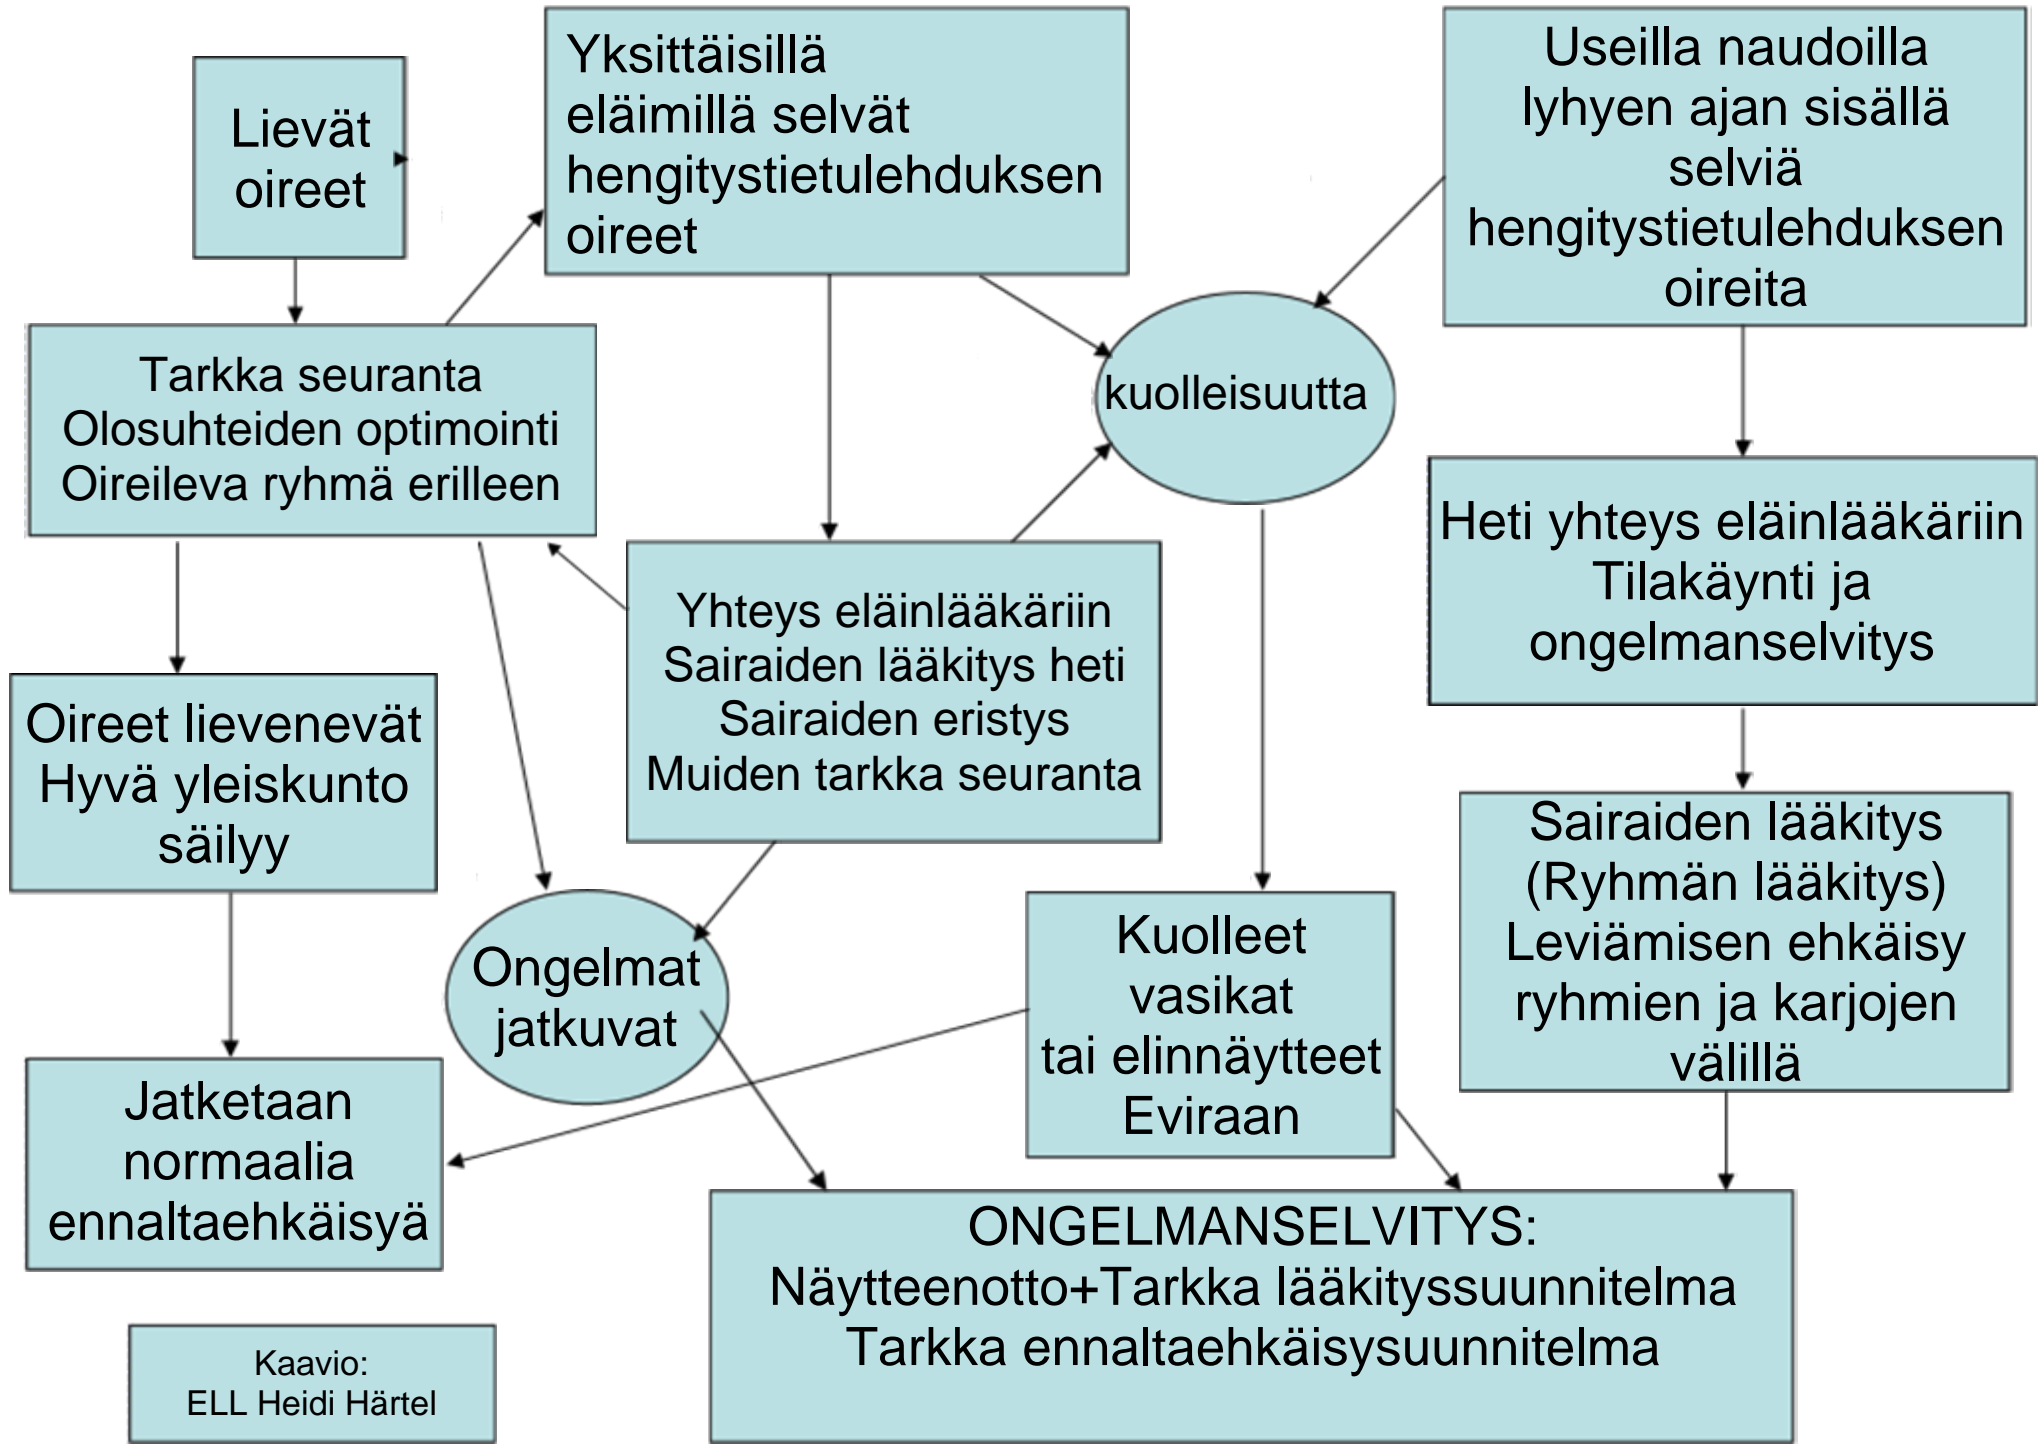 Lievät
oireet
Yksittäisillä
eläimillä selvät
hengitystietulehduksen
oireet
Useilla naudoilla
lyhyen ajan sisällä
selviä
hengitystietulehduksen
oireita
Tarkka seuranta
Olosuhteiden optimointi
Oireileva ryhmä erilleen
kuolleisuutta
Heti yhteys eläinlääkäriin
Tilakäynti ja
ongelmanselvitys
Yhteys eläinlääkäriin
Sairaiden lääkitys heti
Sairaiden eristys
Muiden tarkka seuranta
Oireet lievenevät
Hyvä yleiskunto
säilyy
Sairaiden lääkitys
(Ryhmän lääkitys)
Leviämisen ehkäisy
ryhmien ja karjojen
välillä
Ongelmat
jatkuvat
Kuolleet
vasikat
tai elinnäytteet
Eviraan
Jatketaan
normaalia
ennaltaehkäisyä
ONGELMANSELVITYS:
Näytteenotto+Tarkka lääkityssuunnitelma
Tarkka ennaltaehkäisysuunnitelma
Kaavio:
ELL Heidi Härtel